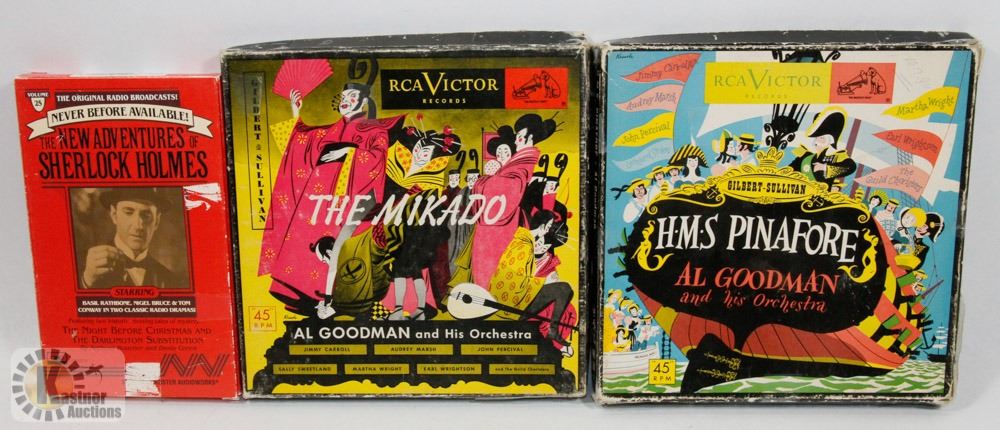 VOLUME
25
THE ORIGINAL RADIO BROADCASTS!
NEVER BEFORE AVAILABLE!
THE NEW ADVENTURES OF
SHERLOCK HOLMES
STARRING
BASIL RATHBONE, NIGEL BRUCE & TOM
CONWAY IN TWO CLASSIC RADIO DRAMAS!
THE NIGHT BEFORE CHRISTMAS AND
THE DARLINGTON SUBSTITUTION
AUDIOWORKS
Kastner
Auctions
GILBERT SULLIVAN
RCA VICTOR
RECORDS
THE MIKADO
45
RPM
AL GOODMAN and His Orchestra
JIMMY CARROLL
AUDREY MARSH
JOHN PERCIVAL
SALLY SWEETLAND
MARTHA WRIGHT
EARL WRIGHTSON
and the Guild Choristers
RCA VICTOR
RECORDS
Jimmy Carroll
Audrey Marsh
John Percival
Martha Wright
Earl Wrightson
the Guild Choristers
GILBERT-SULLIVAN
H·M·S PINAFORE
AL GOODMAN
and his Orchestra
45
RPM